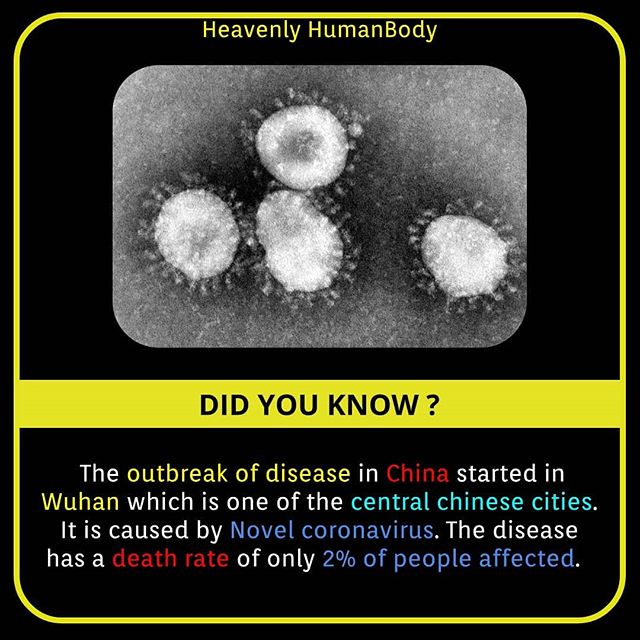 Heavenly HumanBody
DID YOU KNOW ?
The outbreak of disease in China started in
Wuhan which is one of the central chinese cities.
It is caused by Novel coronavirus. The disease
has a death rate of only 2% of people affected.